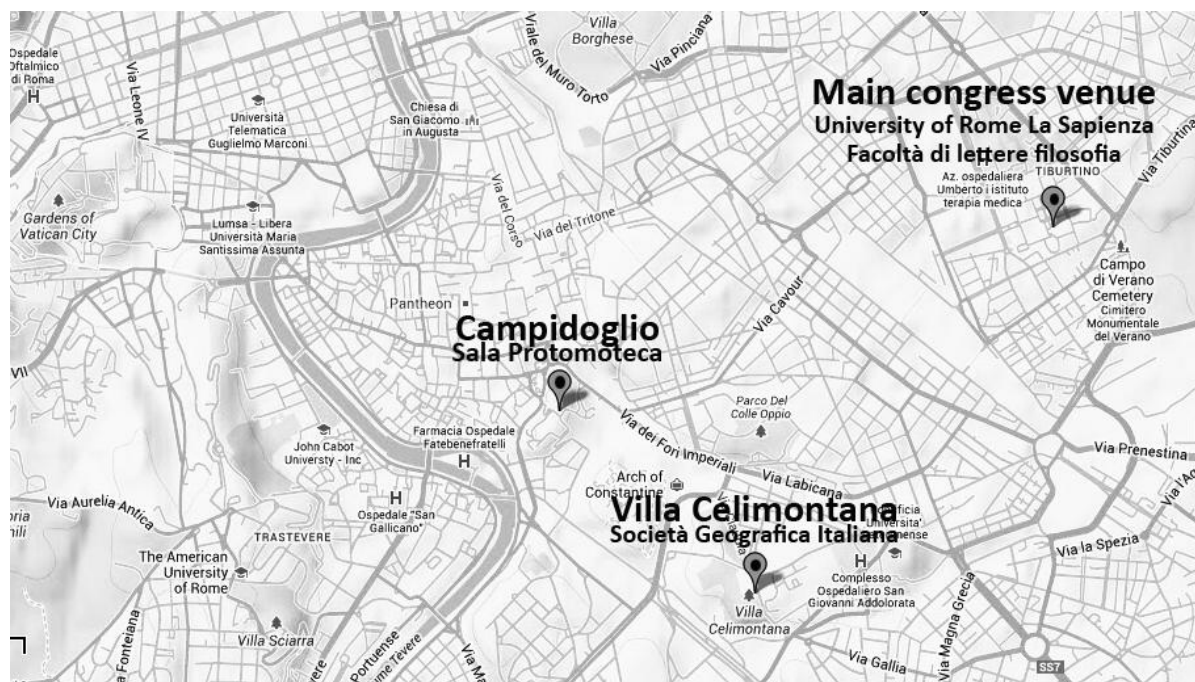 Villa
Borghese
Viale del Muro Torto
Via Pinciana
Ospedale
Oftalmico
di Roma
H
Via Leone IV
Università
Telematica
Guglielmo Marconi
Chiesa di
San Giacomo
in Augusta
Main congress venue
University of Rome La Sapienza
Facoltà di lettere filosofia
TIBURTINO
Az. ospedaliera
Umberto i istituto
terapia medica
Via Tiburtina
Gardens of
Vatican City
Lumsa - Libera
Università Maria
Santissima Assunta
Via del Corso
Via del Tritone
Campo
di Verano
Cemetery
Cimitero
Monumentale
del Verano
Pantheon
Via Cavour
Campidoglio
Sala Protomoteca
VII
Parco Del
Colle Oppio
John Cabot
Universty - Inc
Farmacia Ospedale
Fatebenefratelli
H
Via dei Fori Imperiali
Via Labicana
Via Prenestina
Arch of
Constantine
Via Aurelia Antica
H
Ospedale "San
Gallicano"
Villa Celimontana
Società Geografica Italiana
Universita'
TRASTEVERE
Via la Spezia
The American
University
of Rome
H
Complesso
Ospedaliero San
Giovanni Addolorata
Villa
Celimontana
Villa Sciarra
Via Magna Grecia
Via Gallia
SS7